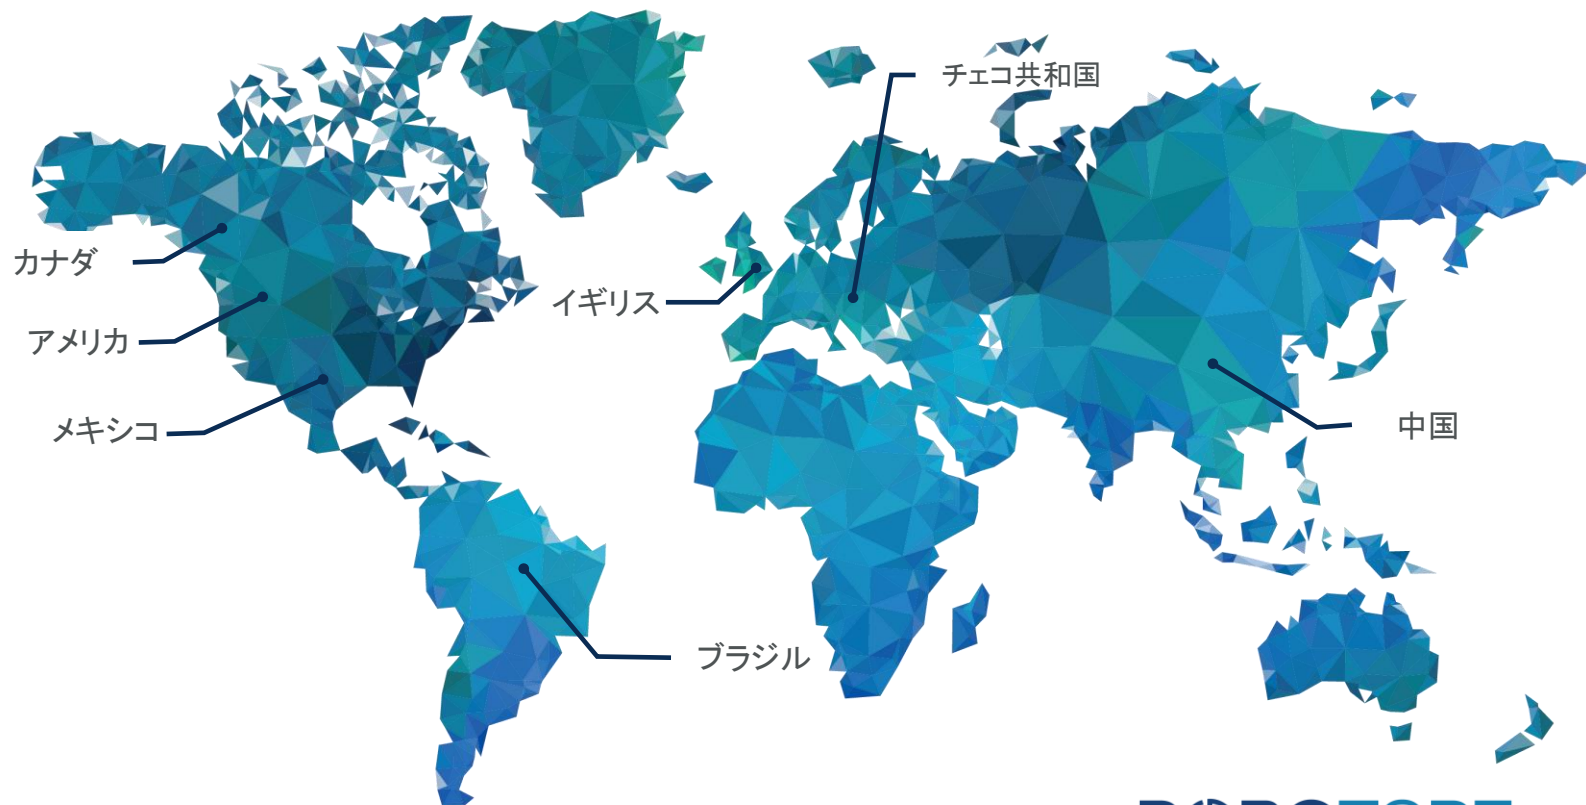 チェコ共和国
カナダ
イギリス
アメリカ
メキシコ
中国
ブラジル